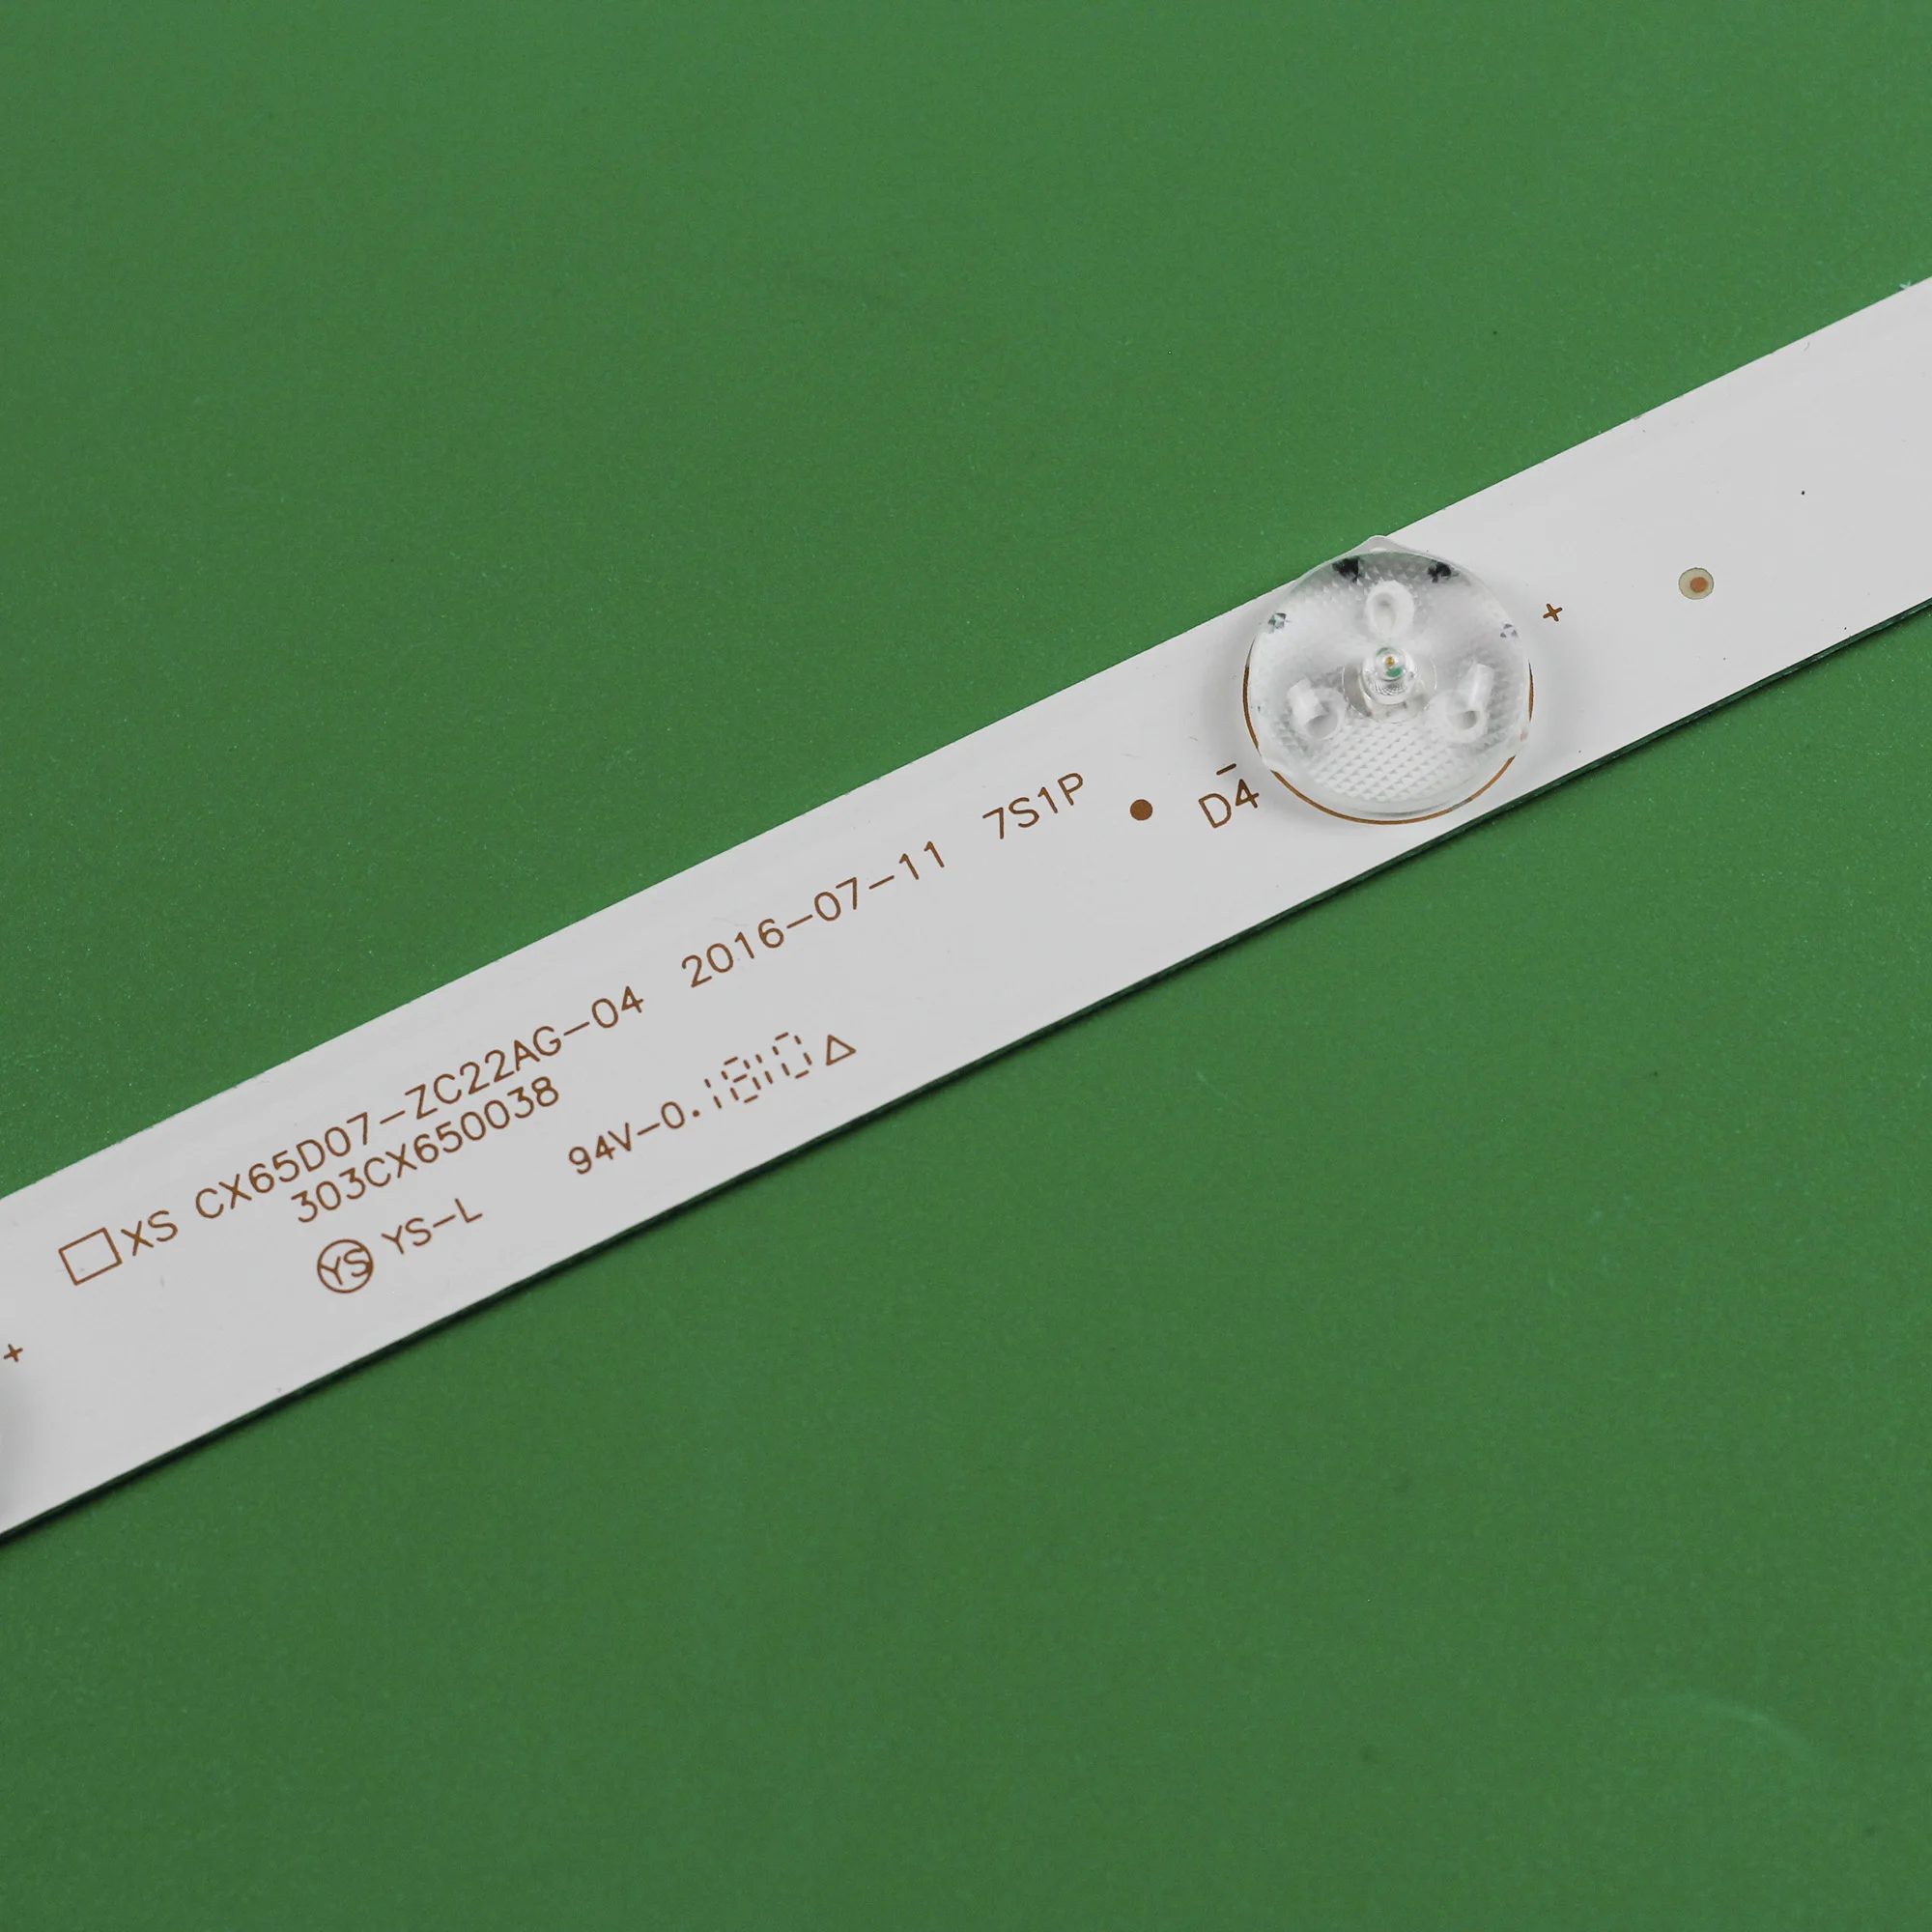 XS CX65D07-ZC22AG-04 2016-07-11 7S1P
303CX650038
YS YS-L 94V-0
D4